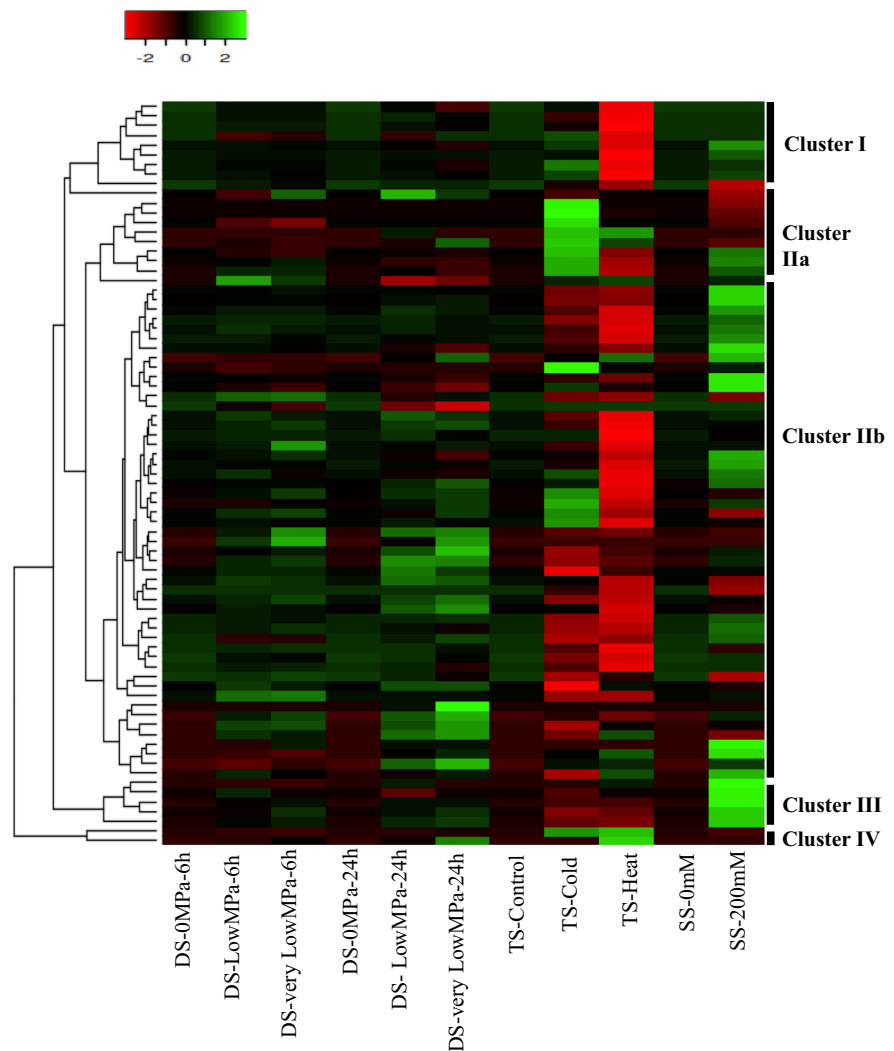 -2 0 2
Cluster I
Cluster
IIa
Cluster IIb
Cluster III
Cluster IV
DS-0MPa-6h
DS-LowMPa-6h
DS-very LowMPa-6h
DS-0MPa-24h
DS- LowMPa-24h
DS-very LowMPa-24h
TS-Control
TS-Cold
TS-Heat
SS-0mM
SS-200mM